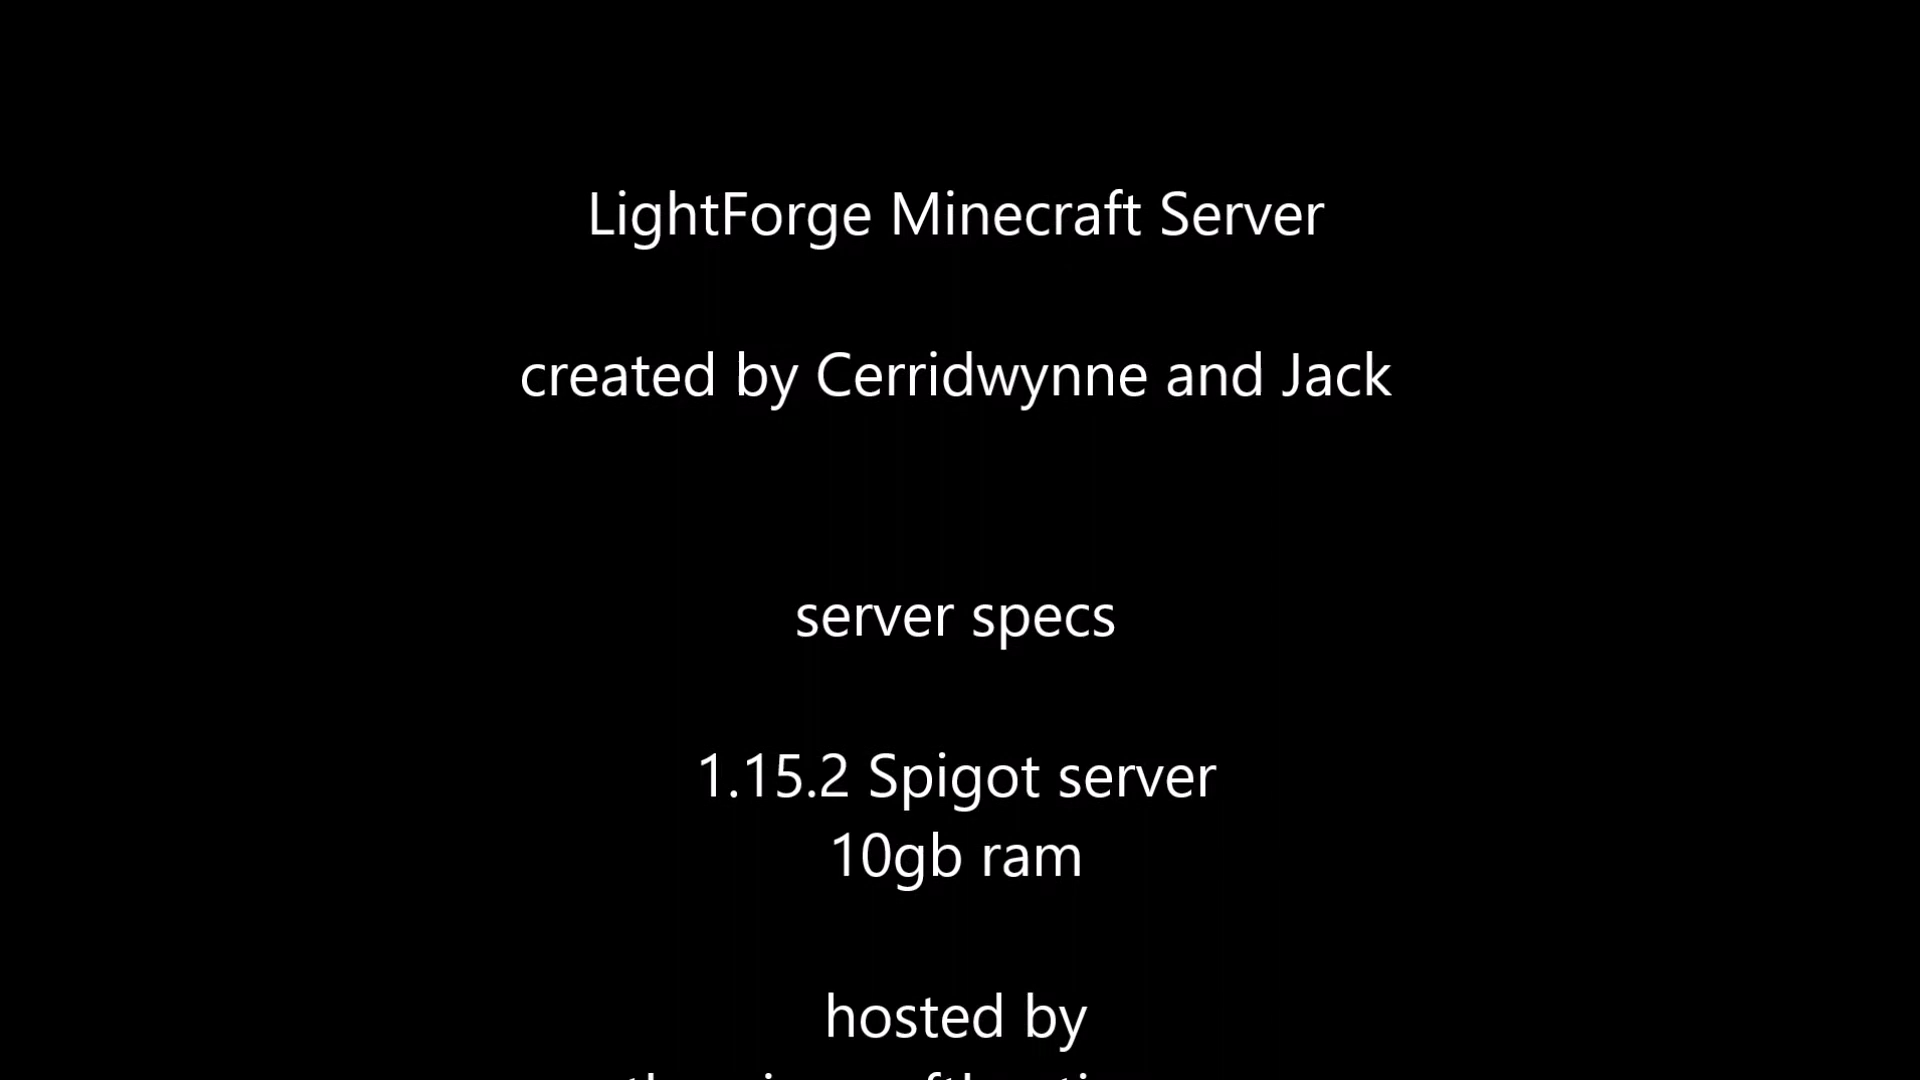 LightForge Minecraft Server
created by Cerridwynne and Jack
server specs
1.15.2 Spigot server
10gb ram
hosted by